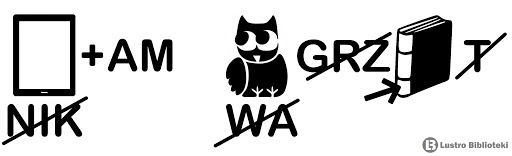 +AM GRZ T
NIK WA
Lustro Biblioteki